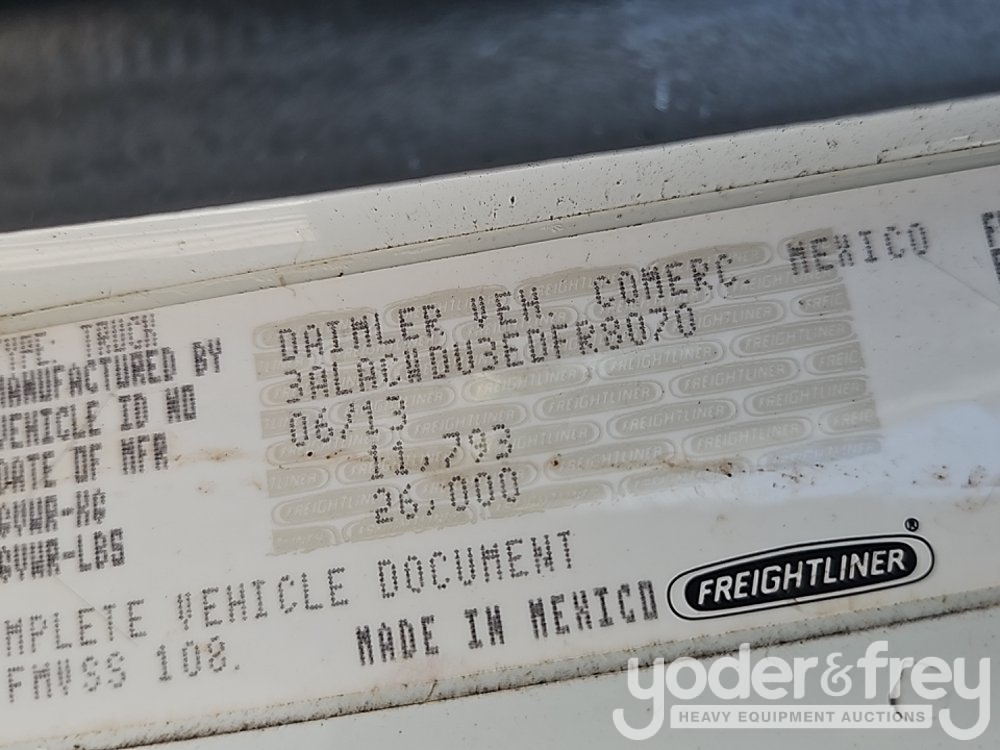 TRUCK
MANUFACTURED BY DAIMLER VEH. COMERC. MEXICO
VEHICLE ID NO 3ALACWDU3EDFR8070
DATE OF MFR 06/13
GVWR-KG 11,793
GVWR-LBS 26,000
MPLETE VEHICLE DOCUMENT
FMVSS 108.
MADE IN MEXICO
FREIGHTLINER®
yoder&frey
HEAVY EQUIPMENT AUCTIONS